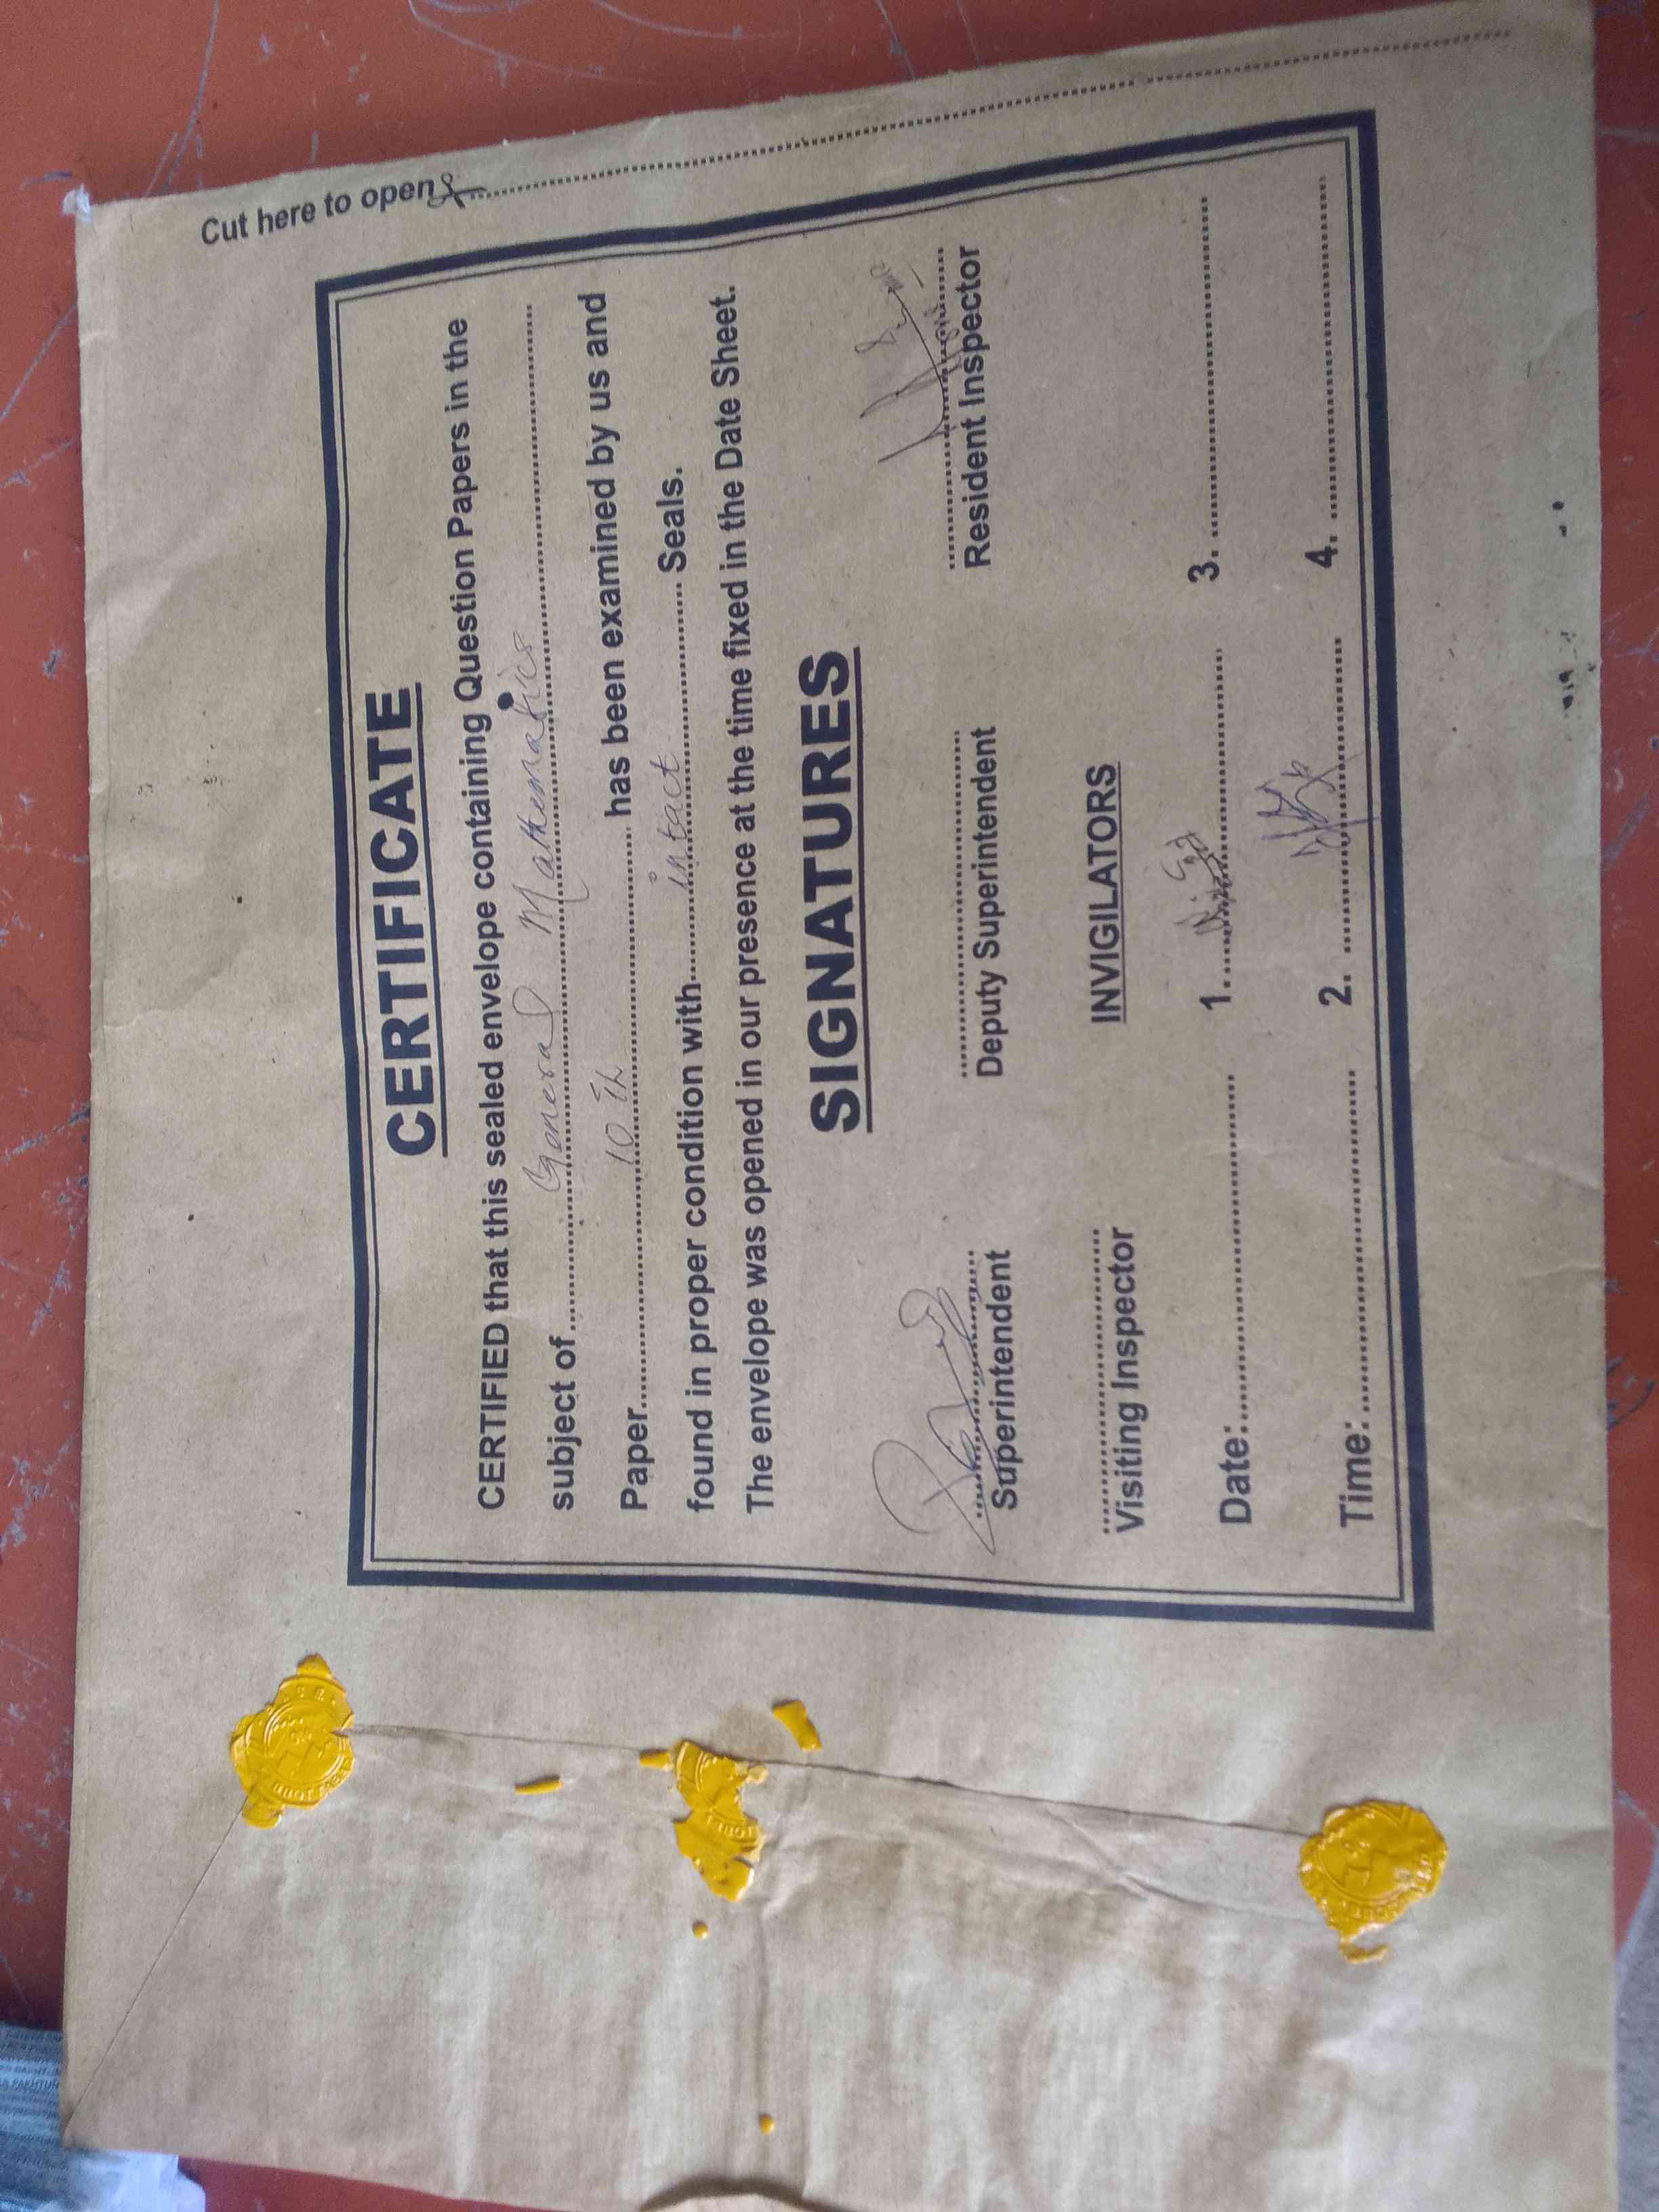 Cut here to open
CERTIFICATE
CERTIFIED that this sealed envelope containing Question Papers in the
subject of General Mathematics
Paper 10 Th has been examined by us and
found in proper condition with intact Seals.
The envelope was opened in our presence at the time fixed in the Date Sheet.
SIGNATURES
Superintendent Deputy Superintendent Resident Inspector
Visiting Inspector INVIGILATORS
Date: 1. 3.
Time: 2. 4.